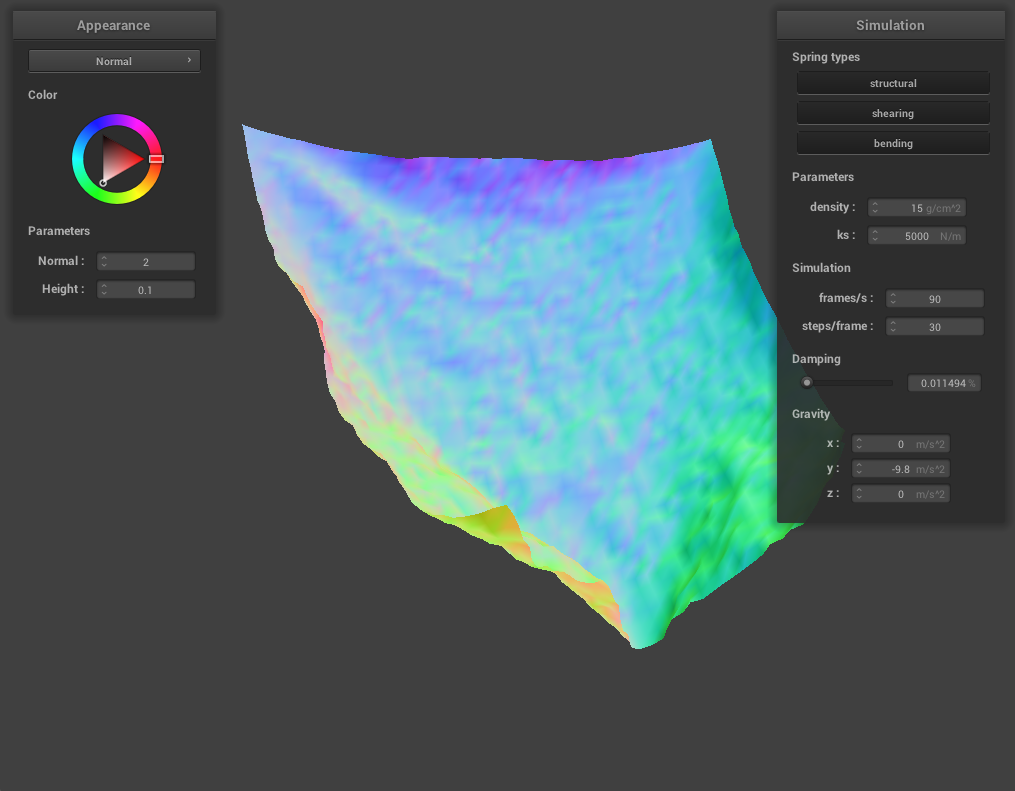 Appearance
Normal
Color
Parameters
Normal : 2
Height : 0.1
Simulation
Spring types
structural
shearing
bending
Parameters
density : 15 g/cm^2
ks : 5000 N/m
Simulation
frames/s : 90
steps/frame : 30
Damping
0.011494 %
Gravity
x : 0 m/s^2
y : -9.8 m/s^2
z : 0 m/s^2